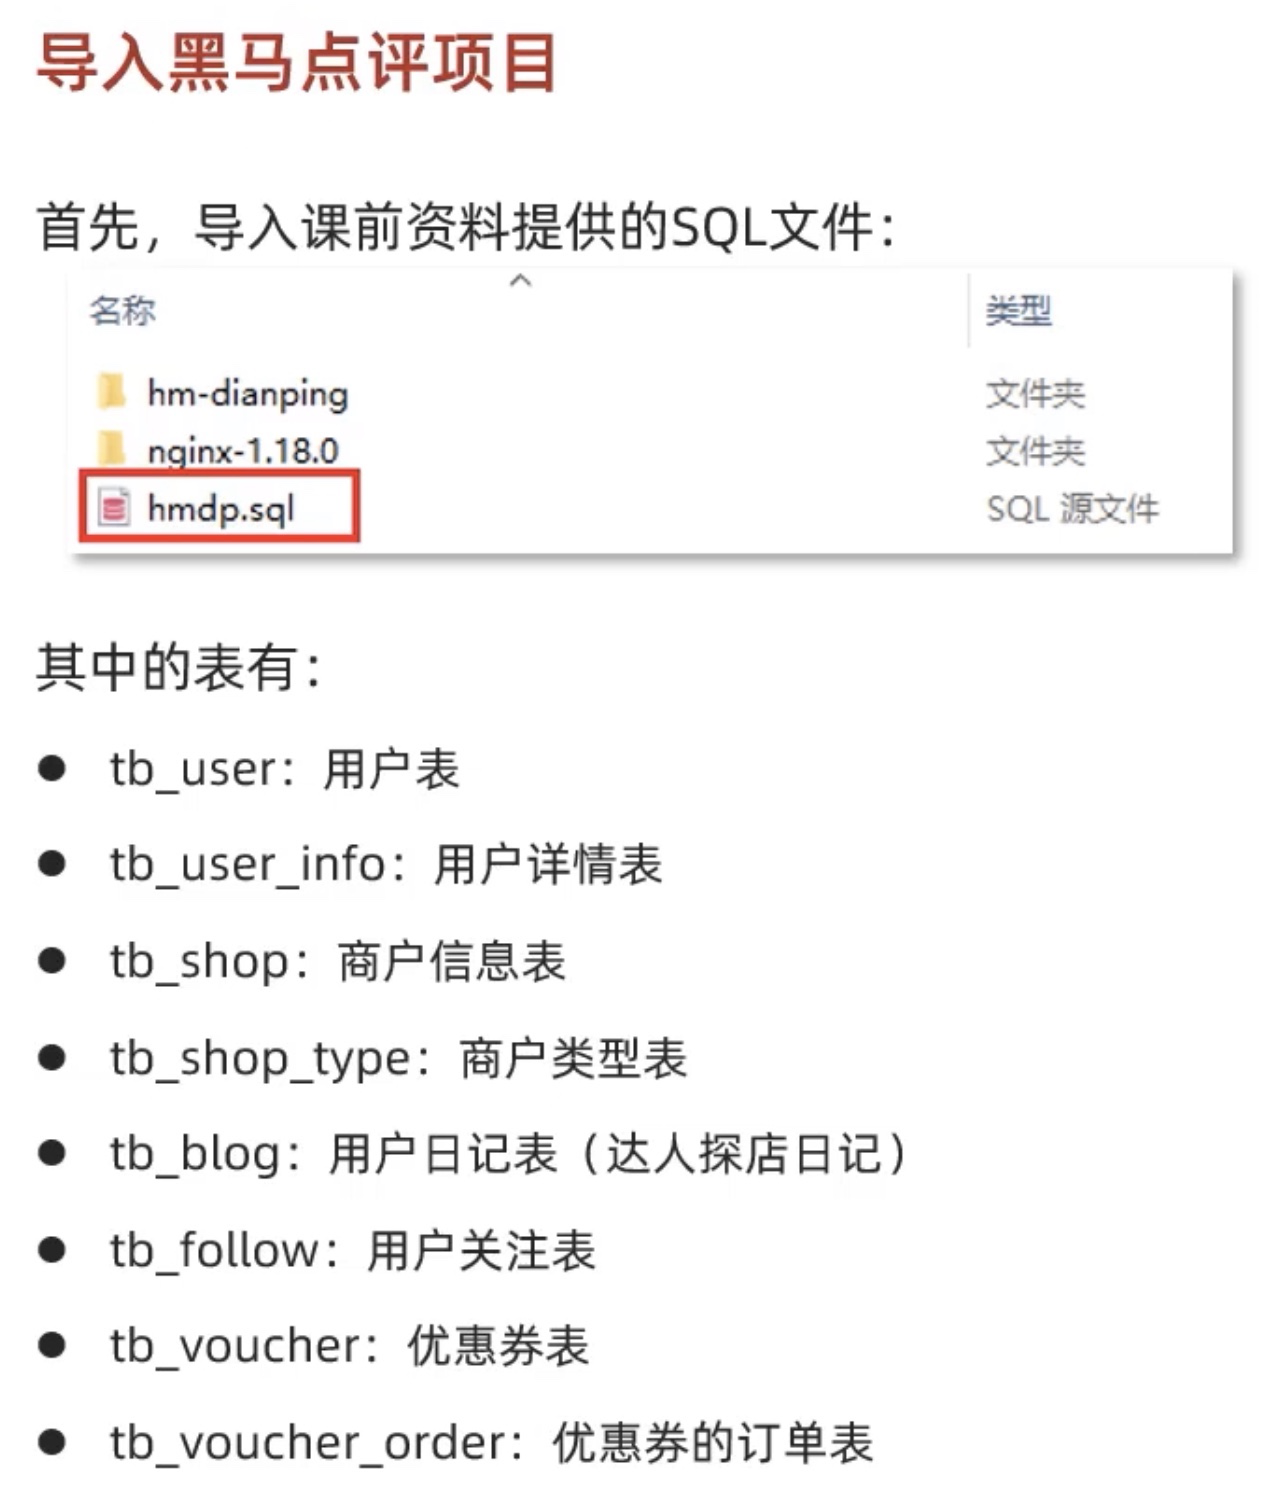 导入黑马点评项目
首先，导入课前资料提供的SQL文件：
名称 类型
hm-dianping 文件夹
nginx-1.18.0 文件夹
hmdp.sql SQL 源文件
其中的表有：
● tb_user：用户表
● tb_user_info：用户详情表
● tb_shop：商户信息表
● tb_shop_type：商户类型表
● tb_blog：用户日记表（达人探店日记）
● tb_follow：用户关注表
● tb_voucher：优惠券表
● tb_voucher_order：优惠券的订单表